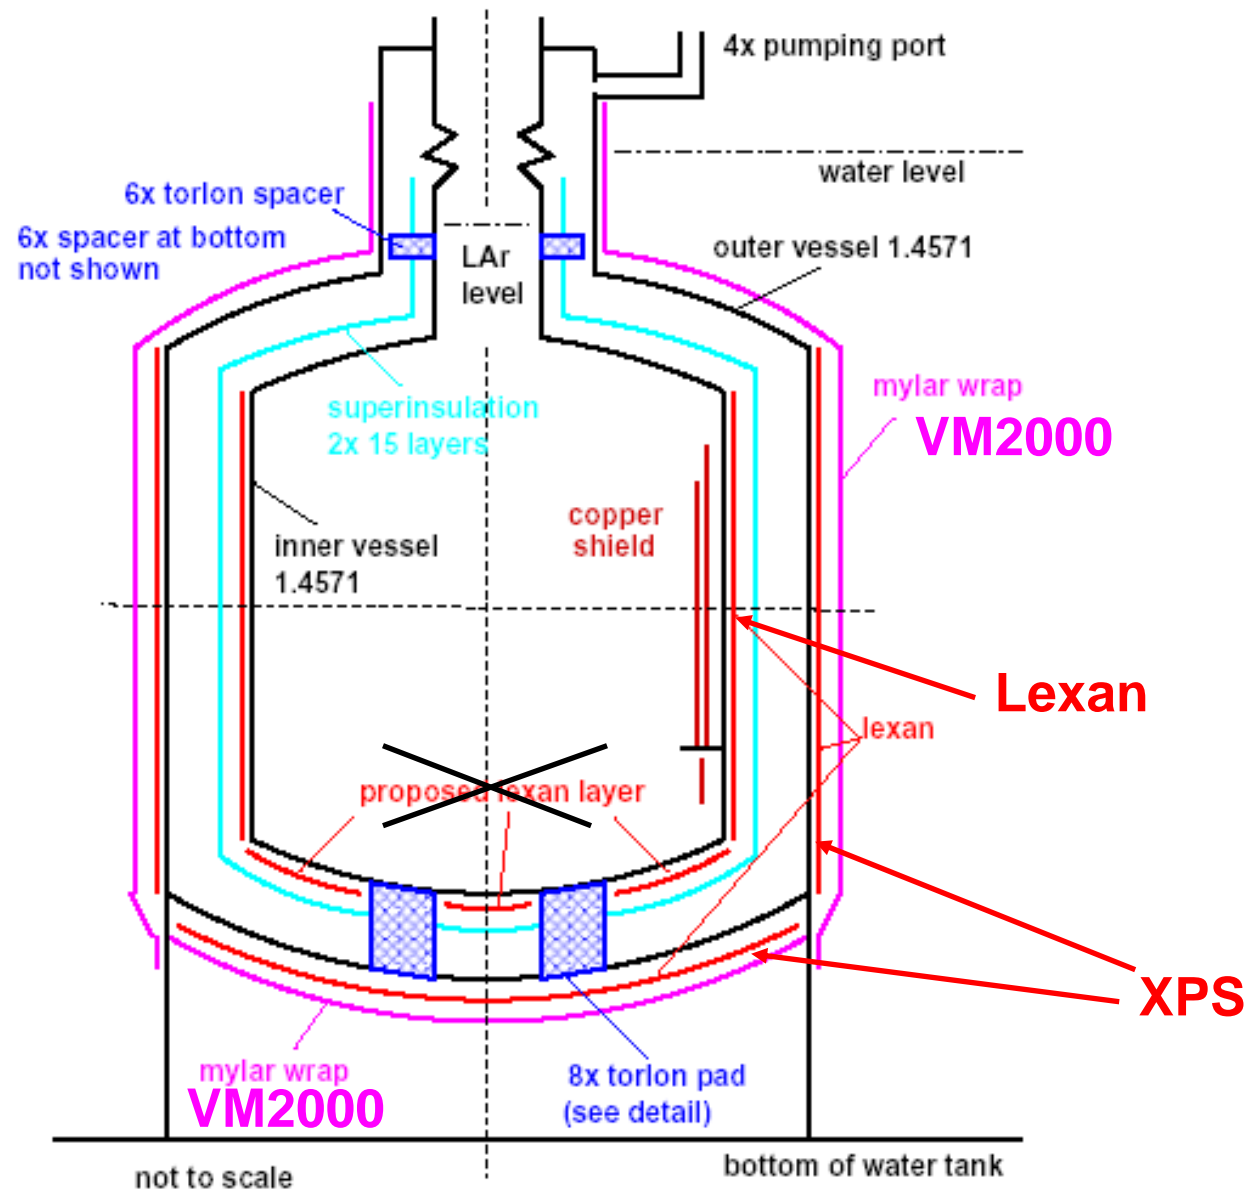 4x pumping port
water level
6x torlon spacer
6x spacer at bottom
not shown
LAr
level
outer vessel 1.4571
superinsulation
2x 15 layers
mylar wrap
VM2000
inner vessel
1.4571
copper
shield
Lexan
lexan
proposed lexan layer
XPS
mylar wrap
VM2000
8x torlon pad
(see detail)
not to scale
bottom of water tank